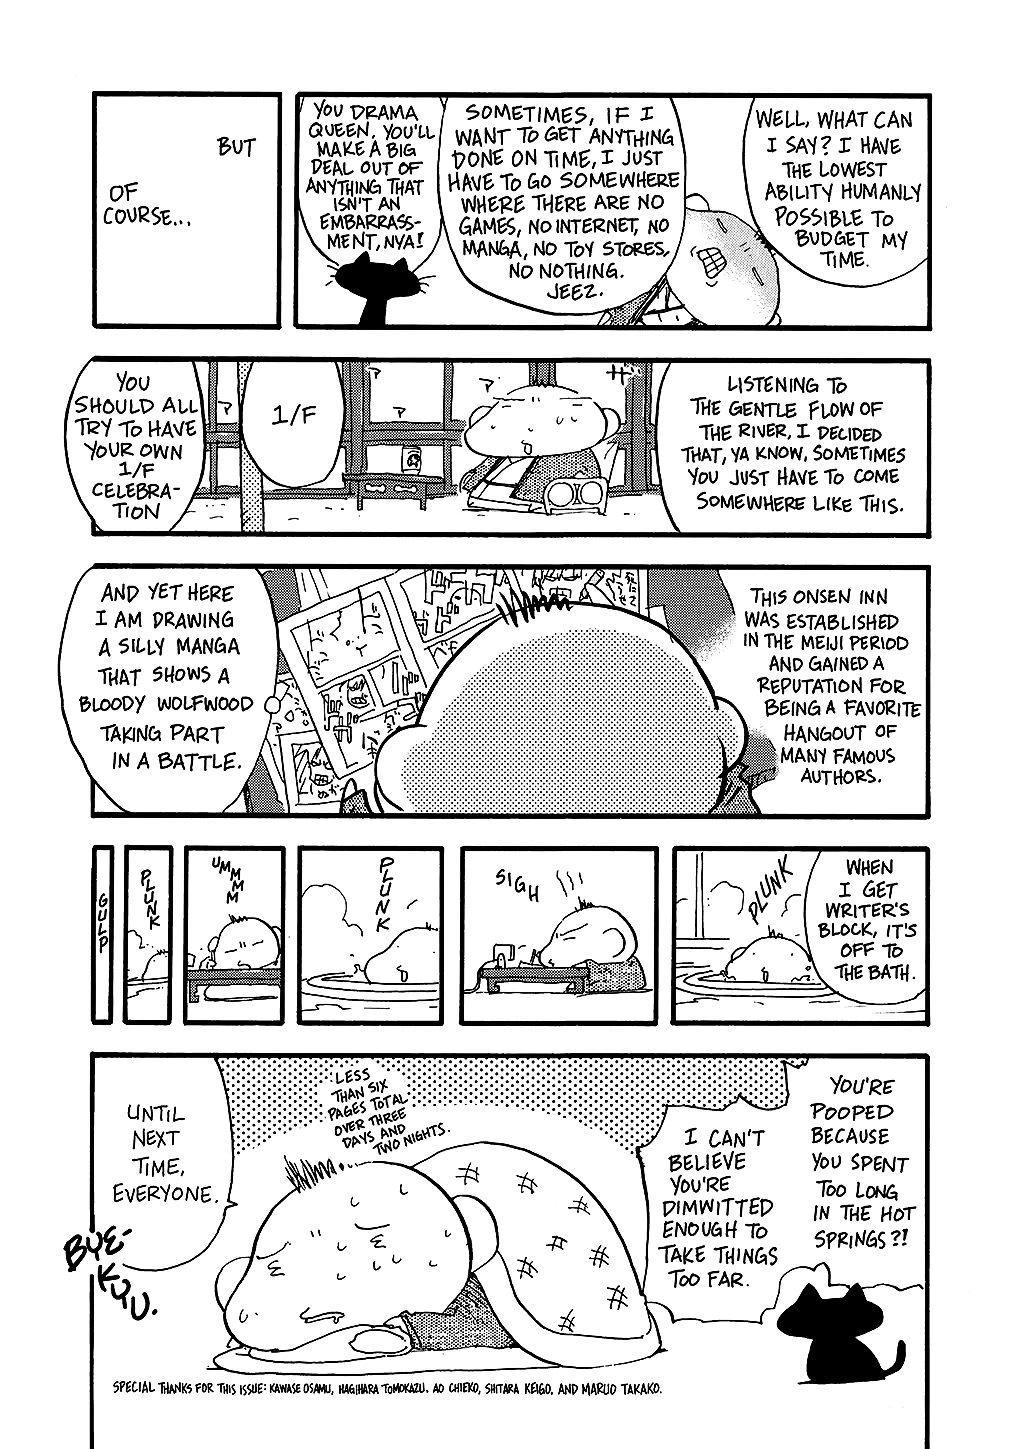 WELL, WHAT CAN
I SAY? I HAVE
THE LOWEST
ABILITY HUMANLY
POSSIBLE TO
BUDGET MY
TIME.
SOMETIMES, IF I
WANT TO GET ANYTHING
DONE ON TIME, I JUST
HAVE TO GO SOMEWHERE
WHERE THERE ARE NO
GAMES, NO INTERNET, NO
MANGA, NO TOY STORES,
NO NOTHING.
JEEZ.
YOU DRAMA
QUEEN. YOU'LL
MAKE A BIG
DEAL OUT OF
ANYTHING THAT
ISN'T AN
EMBARRASS-
MENT, NYA!
BUT
OF
COURSE...
LISTENING TO
THE GENTLE FLOW OF
THE RIVER, I DECIDED
THAT, YA KNOW, SOMETIMES
YOU JUST HAVE TO COME
SOMEWHERE LIKE THIS.
サ
ア
ア
ア
1/F
YOU
SHOULD ALL
TRY TO HAVE
YOUR OWN
1/F
CELEBRA-
TION
THIS ONSEN INN
WAS ESTABLISHED
IN THE MEIJI PERIOD
AND GAINED A
REPUTATION FOR
BEING A FAVORITE
HANGOUT OF
MANY FAMOUS
AUTHORS.
AND YET HERE
I AM DRAWING
A SILLY MANGA
THAT SHOWS A
BLOODY WOLFWOOD
TAKING PART
IN A BATTLE.
WHEN
I GET
WRITER'S
BLOCK, IT'S
OFF TO
THE BATH.
PLUNK
SIGH
PLUNK
UMMMM
PLUNK
GULP
YOU'RE
POOPED
BECAUSE
YOU SPENT
TOO LONG
IN THE HOT
SPRINGS?!
I CAN'T
BELIEVE
YOU'RE
DIMWITTED
ENOUGH TO
TAKE THINGS
TOO FAR.
LESS
THAN SIX
PAGES TOTAL
OVER THREE
DAYS AND
TWO NIGHTS.
UNTIL
NEXT
TIME,
EVERYONE.
BYE-
KYU.
SPECIAL THANKS FOR THIS ISSUE: KAWASE OSAMU, HAGIHARA TOMOKAZU, AO CHIEKO, SHITARA KEIGO, AND MARUO TAKAKO.